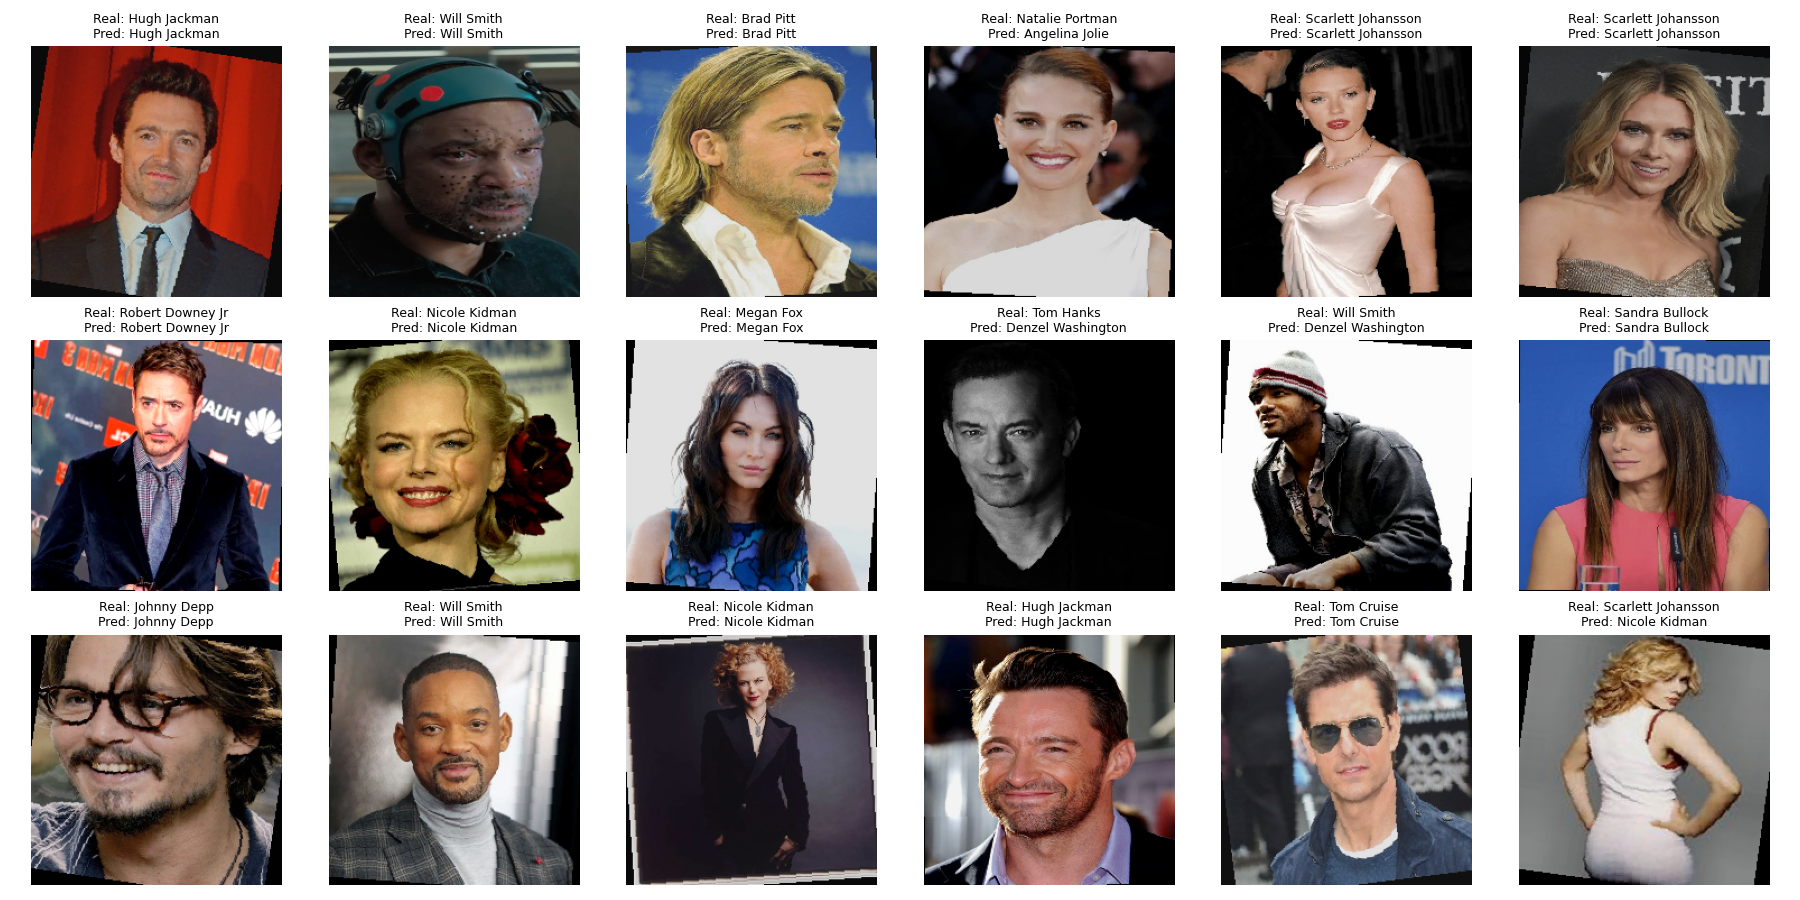 Real: Hugh Jackman
Pred: Hugh Jackman
Real: Will Smith
Pred: Will Smith
Real: Brad Pitt
Pred: Brad Pitt
Real: Natalie Portman
Pred: Angelina Jolie
Real: Scarlett Johansson
Pred: Scarlett Johansson
Real: Scarlett Johansson
Pred: Scarlett Johansson
Real: Robert Downey Jr
Pred: Robert Downey Jr
Real: Nicole Kidman
Pred: Nicole Kidman
Real: Megan Fox
Pred: Megan Fox
Real: Tom Hanks
Pred: Denzel Washington
Real: Will Smith
Pred: Denzel Washington
Real: Sandra Bullock
Pred: Sandra Bullock
TORONT
Real: Johnny Depp
Pred: Johnny Depp
Real: Will Smith
Pred: Will Smith
Real: Nicole Kidman
Pred: Nicole Kidman
Real: Hugh Jackman
Pred: Hugh Jackman
Real: Tom Cruise
Pred: Tom Cruise
Real: Scarlett Johansson
Pred: Nicole Kidman